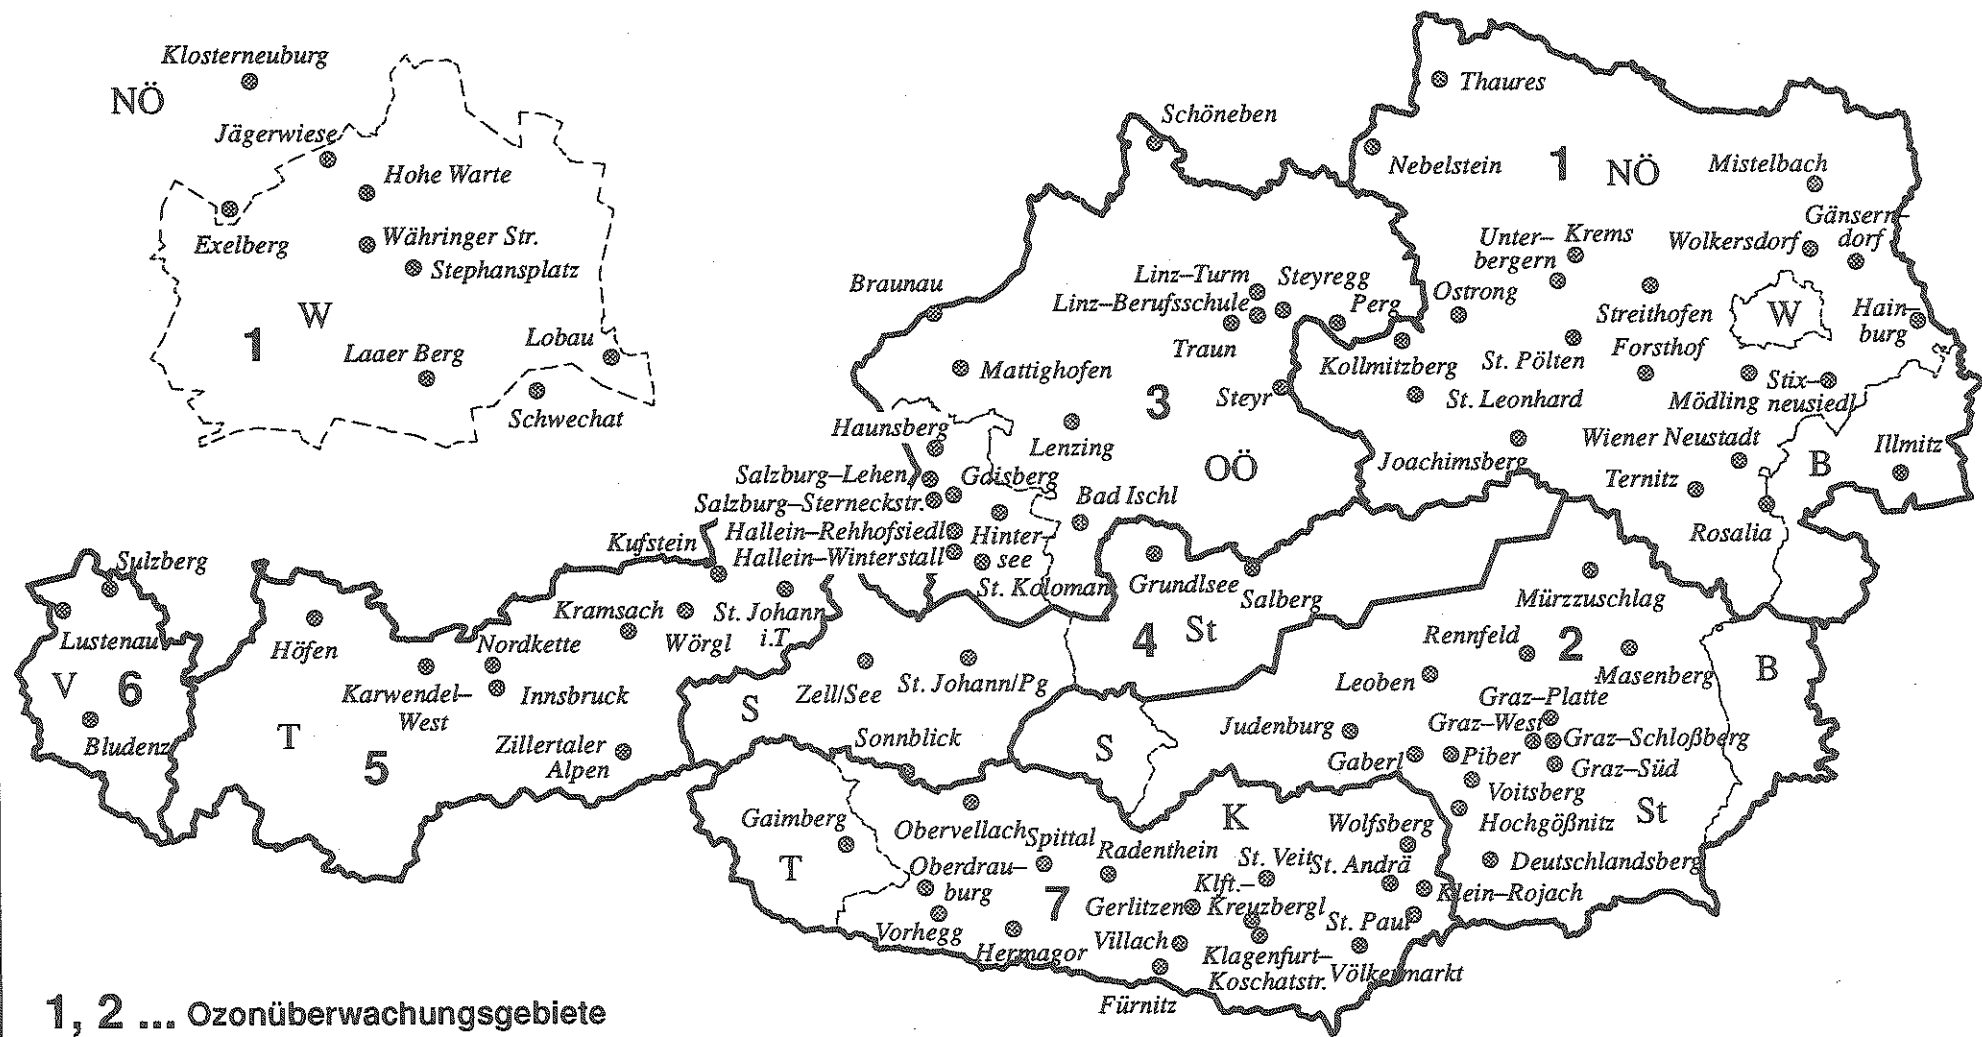 Klosterneuburg
NÖ
Jägerwiese
Hohe Warte
Exelberg
Währinger Str.
Stephansplatz
W
1
Laaer Berg
Lobau
Schwechat
Thaures
Schöneben
Nebelstein
1
NÖ
Mistelbach
Gänsern–
dorf
Unter–
bergern
Krems
Wolkersdorf
Braunau
Linz–Turm
Steyregg
Linz–Berufsschule
Perg
Ostrong
Streithofen
W
Hain–
burg
Traun
Kollmitzberg
St. Pölten
Forsthof
Mattighofen
3
Steyr
St. Leonhard
Mödling
Stix–
neusiedl
Haunsberg
Lenzing
Wiener Neustadt
B
Illmitz
Salzburg–Lehen
Gaisberg
OÖ
Joachimsberg
Ternitz
Salzburg–Sterneckstr.
Bad Ischl
Hallein–Rehhofsiedl
Hinter–
see
Rosalia
Kufstein
Hallein–Winterstall
St. Koloman
Grundlsee
Salberg
Sulzberg
Lustenau
V
6
Bludenz
Höfen
Kramsach
St. Johann
i.T
Wörgl
Nordkette
Karwendel–
West
Innsbruck
T
5
Zillertaler
Alpen
S
Zell/See
St. Johann/Pg
Sonnblick
4
St
S
Mürzzuschlag
Rennfeld
2
Masenberg
B
Leoben
Graz–Platte
Judenburg
Graz–West
Graz–Schloßberg
Gaberl
Piber
Graz–Süd
Voitsberg
St
Hochgößnitz
Gaimberg
T
Obervellach
Spittal
K
Wolfsberg
Radenthein
St. Veit
St. Andrä
Deutschlandsberg
Oberdrau–
burg
7
Klft.–
Kreuzbergl
Klein–Rojach
Gerlitzen
St. Paul
Vorhegg
Hermagor
Villach
Klagenfurt–
Koschatstr.
Völkermarkt
Fürnitz
1, 2 ... Ozonüberwachungsgebiete